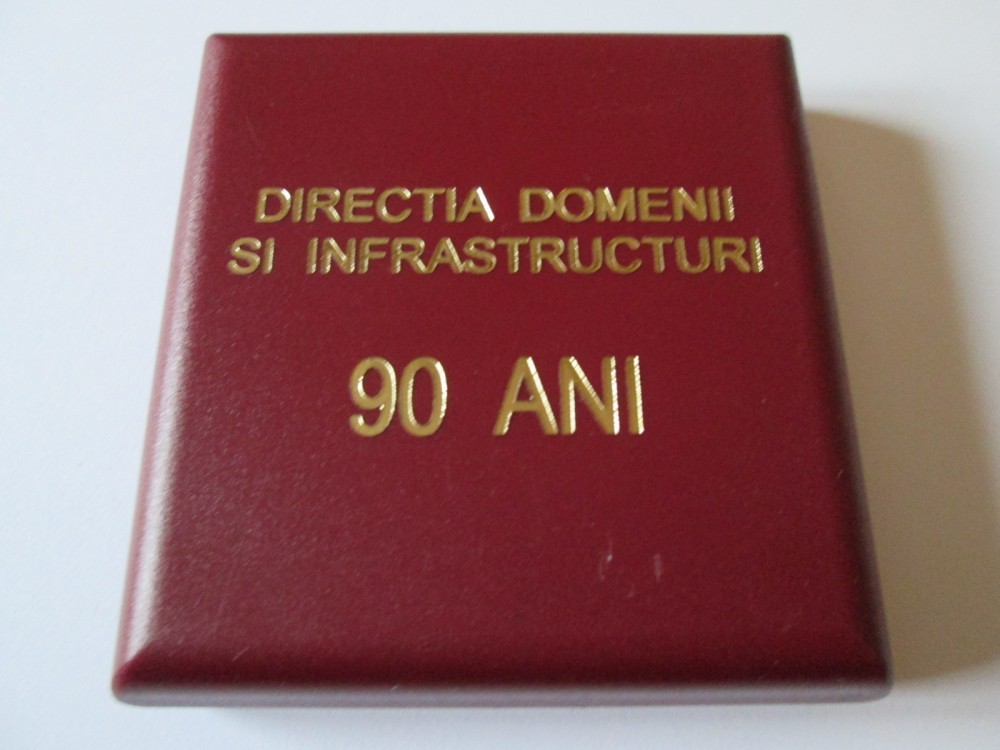 DIRECTIA DOMENII
SI INFRASTRUCTURI
90 ANI